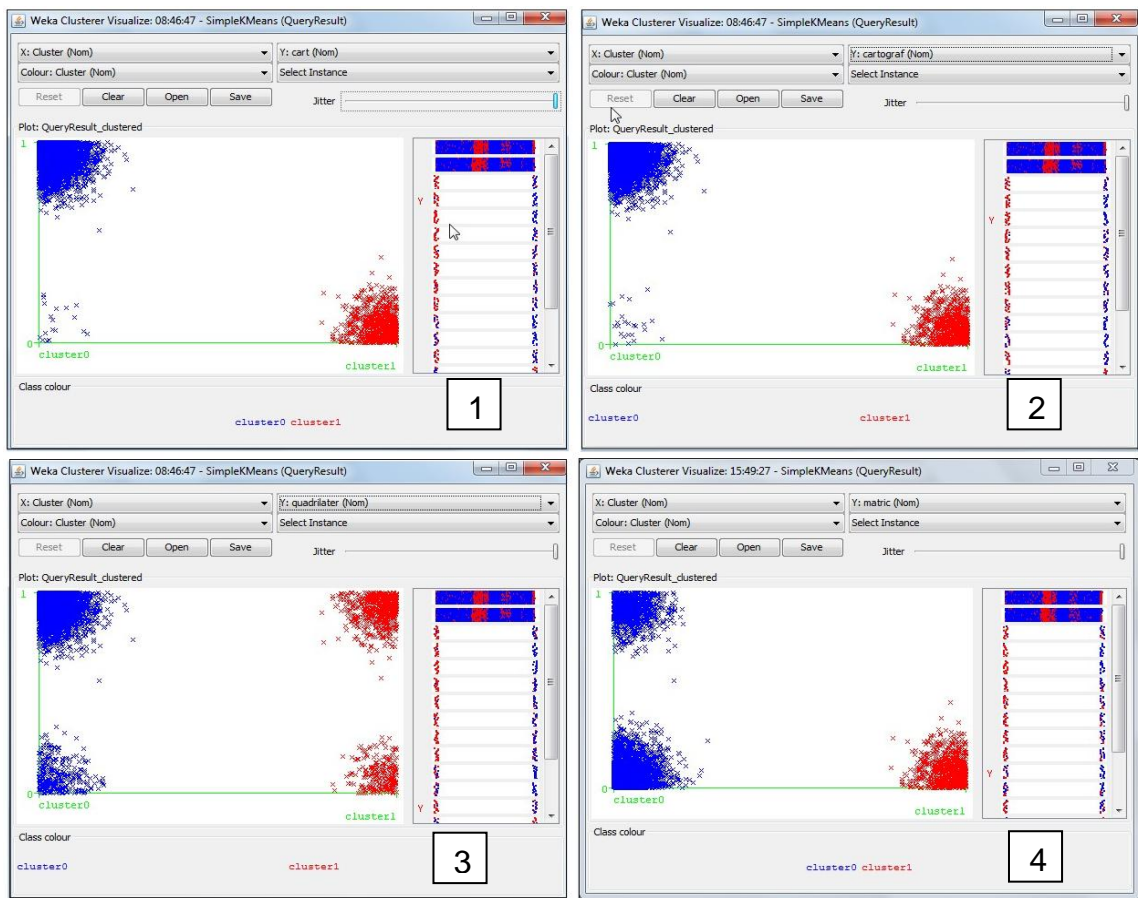 Weka Clusterer Visualize: 08:46:47 - SimpleKMeans (QueryResult)
X: Cluster (Nom) Y: cart (Nom)
Colour: Cluster (Nom) Select Instance
Reset Clear Open Save Jitter
Plot: QueryResult_clustered
1
Y
0
cluster0
cluster1
Class colour
cluster0 cluster1
1
Weka Clusterer Visualize: 08:46:47 - SimpleKMeans (QueryResult)
X: Cluster (Nom) Y: cartograf (Nom)
Colour: Cluster (Nom) Select Instance
Reset Clear Open Save Jitter
Plot: QueryResult_clustered
1
Y
0
cluster0
cluster1
Class colour
cluster0 cluster1
2
Weka Clusterer Visualize: 08:46:47 - SimpleKMeans (QueryResult)
X: Cluster (Nom) Y: quadrilater (Nom)
Colour: Cluster (Nom) Select Instance
Reset Clear Open Save Jitter
Plot: QueryResult_clustered
1
Y
0
cluster0
cluster1
Class colour
cluster0 cluster1
3
Weka Clusterer Visualize: 15:49:27 - SimpleKMeans (QueryResult)
X: Cluster (Nom) Y: matric (Nom)
Colour: Cluster (Nom) Select Instance
Reset Clear Open Save Jitter
Plot: QueryResult_clustered
1
Y
0
cluster0
cluster1
Class colour
cluster0 cluster1
4